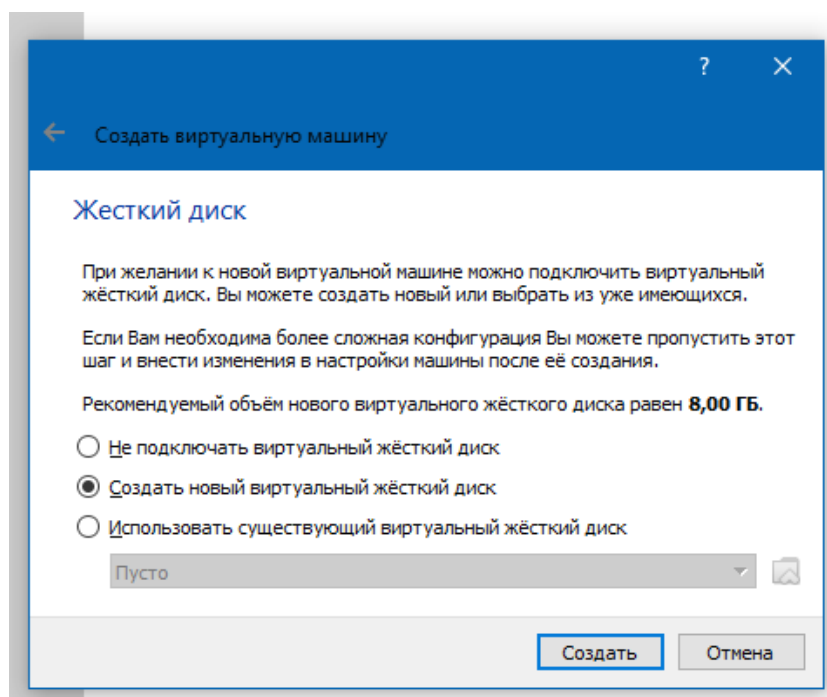 ?
Создать виртуальную машину
Жесткий диск
При желании к новой виртуальной машине можно подключить виртуальный
жёсткий диск. Вы можете создать новый или выбрать из уже имеющихся.
Если Вам необходима более сложная конфигурация Вы можете пропустить этот
шаг и внести изменения в настройки машины после её создания.
Рекомендуемый объём нового виртуального жёсткого диска равен 8,00 ГБ.
Не подключать виртуальный жёсткий диск
Создать новый виртуальный жёсткий диск
Использовать существующий виртуальный жёсткий диск
Пусто
Создать Отмена